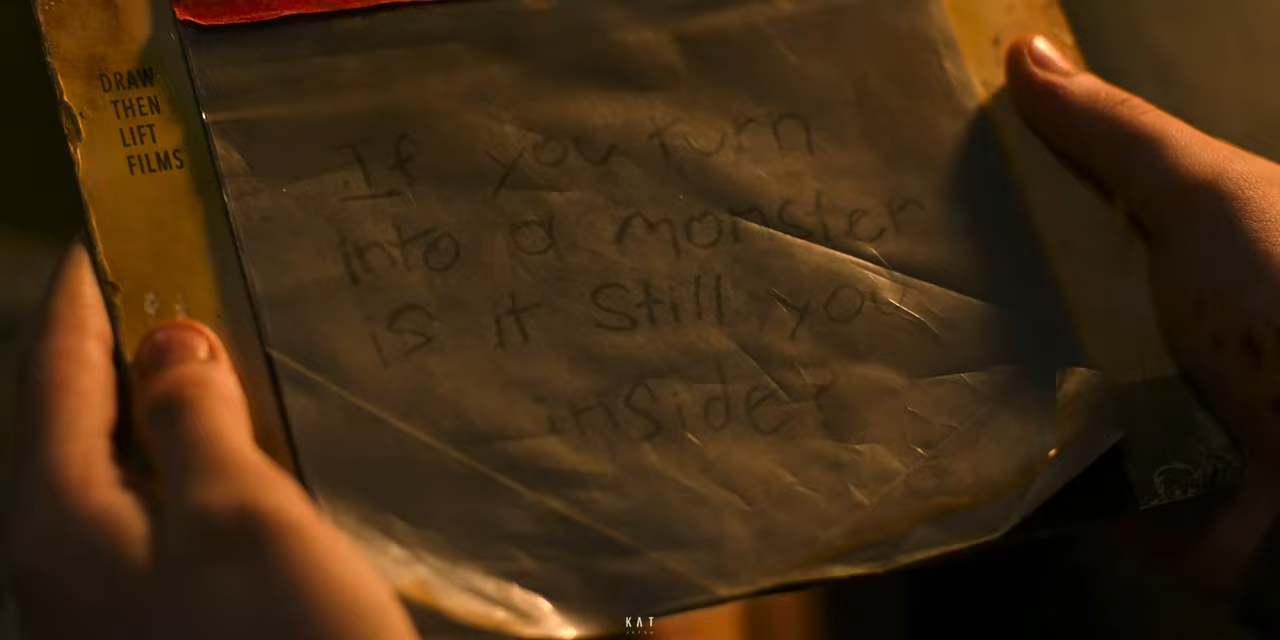 DRAW
THEN
LIFT
FILMS
If you turn
into a monster
is it still you
inside?
KAT